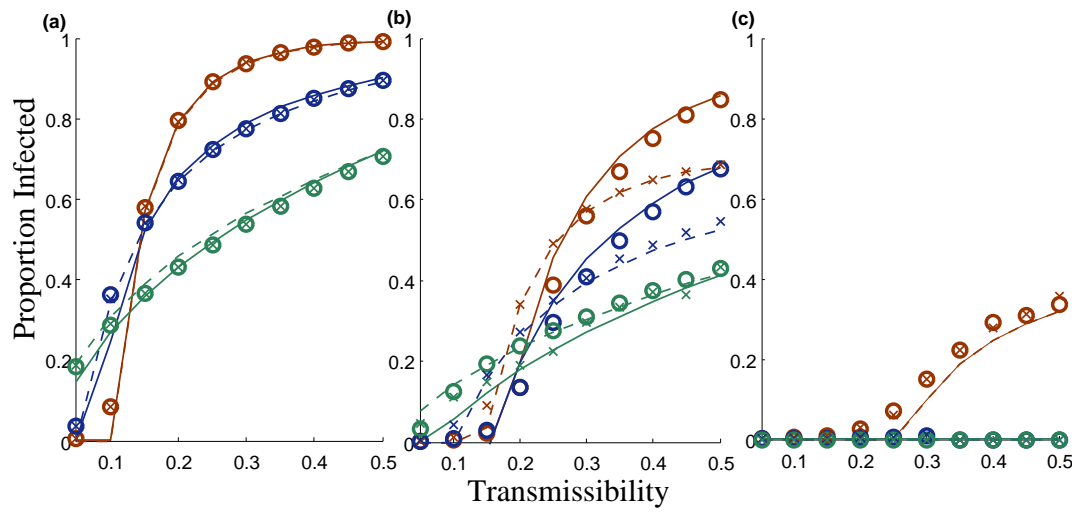 (a) (b) (c)
1 1 1
0.8 0.8 0.8
0.6 0.6 0.6
0.4 0.4 0.4
0.2 0.2 0.2
0 0 0
0.1 0.2 0.3 0.4 0.5 0.1 0.2 0.3 0.4 0.5 0.1 0.2 0.3 0.4 0.5
Proportion Infected
Transmissibility